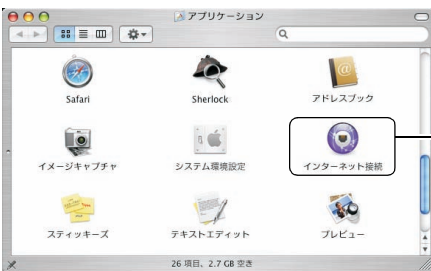 アプリケーション
Safari
Sherlock
アドレスブック
イメージキャプチャ
システム環境設定
インターネット接続
スティッキーズ
テキストエディット
プレビュー
26 項目、2.7 GB 空き